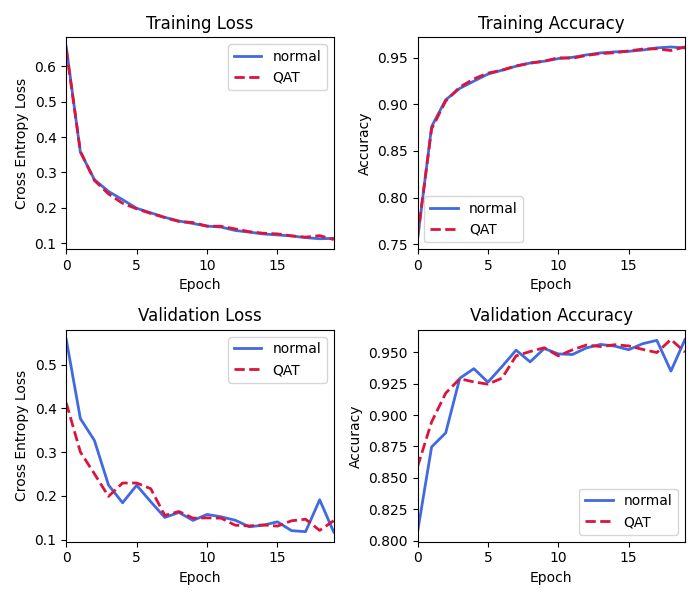 Training Loss
Cross Entropy Loss
0.6
0.5
0.4
0.3
0.2
0.1
normal
QAT
0
5
10
15
Epoch
Training Accuracy
Accuracy
0.95
0.90
0.85
0.80
0.75
normal
QAT
0
5
10
15
Epoch
Validation Loss
Cross Entropy Loss
0.5
0.4
0.3
0.2
0.1
normal
QAT
0
5
10
15
Epoch
Validation Accuracy
Accuracy
0.950
0.925
0.900
0.875
0.850
0.825
0.800
normal
QAT
0
5
10
15
Epoch